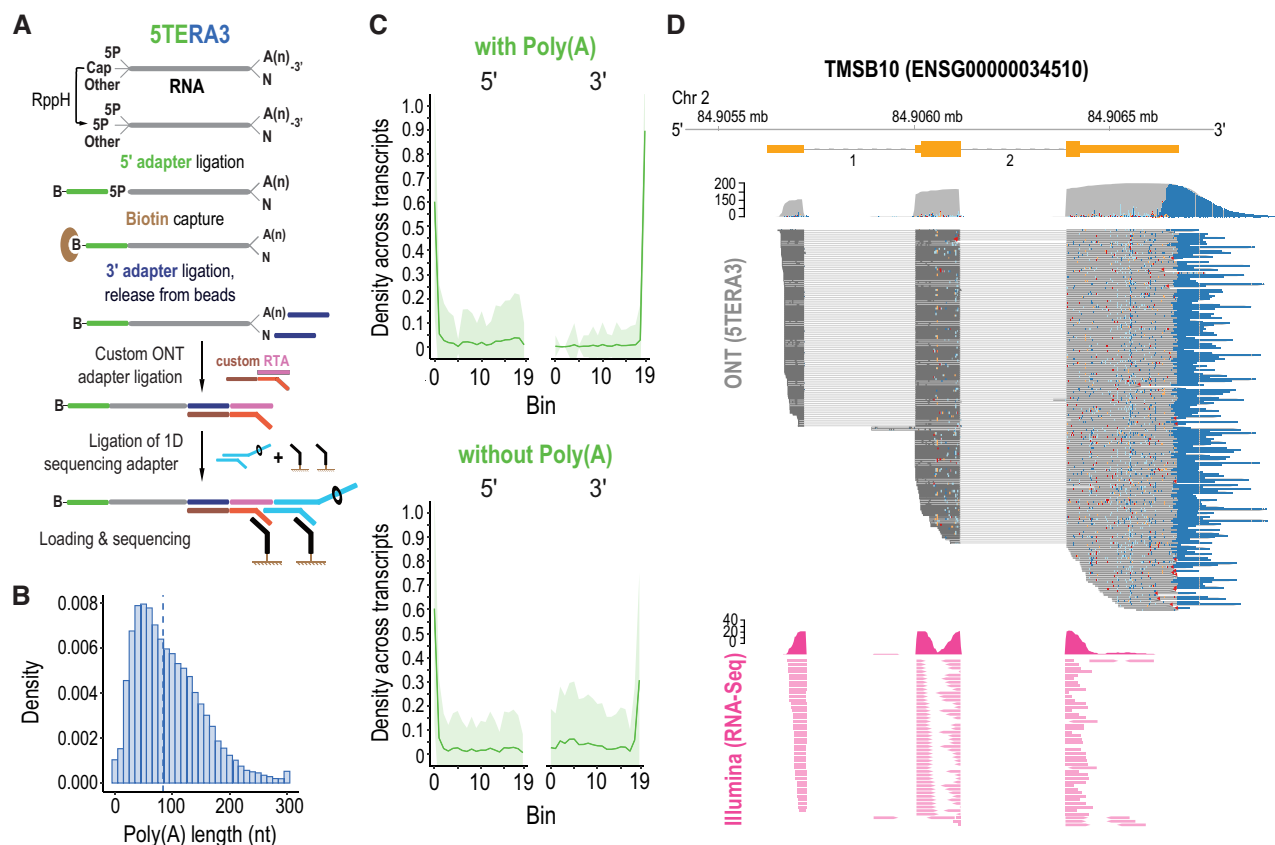 A
5TERA3
5P
Cap
Other
RNA
A(n)
-3'
N
RppH
5P
5P
Other
A(n)
-3'
N
5' adapter ligation
B
5P
A(n)
N
Biotin capture
B
A(n)
N
3' adapter ligation,
release from beads
B
A(n)
N
Custom ONT
adapter ligation
custom RTA
B
Ligation of 1D
sequencing adapter
+
B
Loading & sequencing
B
Density
0.008
0.006
0.004
0.002
0.000
0 100 200 300
Poly(A) length (nt)
C
with Poly(A)
5' 3'
Density across transcripts
1.0
0.9
0.8
0.7
0.6
0.5
0.4
0.3
0.2
0.1
0
0 10 19 0 10 19
Bin
without Poly(A)
5' 3'
Density across transcripts
1.0
0.9
0.8
0.7
0.6
0.5
0.4
0.3
0.2
0.1
0
0 10 19 0 10 19
Bin
D
TMSB10 (ENSG00000034510)
Chr 2
84.9055 mb 84.9060 mb 84.9065 mb
5' 3'
1 2
200
150
50
0
ONT (5TERA3)
40
20
0
Illumina (RNA-Seq)